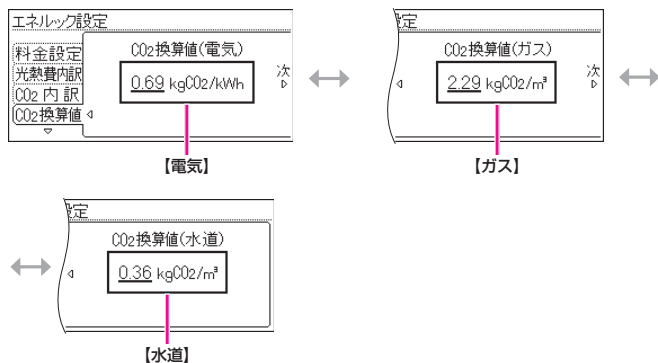 エネルック設定
料金設定
光熱費内訳
CO2内訳
CO2換算値
CO2換算値(電気)
0.69 kgCO2/kWh
次
【電気】
定
CO2換算値(ガス)
2.29 kgCO2/m³
次
【ガス】
定
CO2換算値(水道)
0.36 kgCO2/m³
【水道】